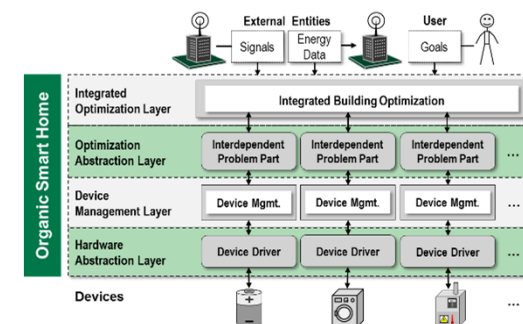 External Entities
User
Signals
Energy
Data
Goals
Organic Smart Home
Integrated
Optimization Layer
Integrated Building Optimization
Optimization
Abstraction Layer
Interdependent
Problem Part
Interdependent
Problem Part
Interdependent
Problem Part
...
Device
Management Layer
Device Mgmt.
Device Mgmt.
Device Mgmt.
...
Hardware
Abstraction Layer
Device Driver
Device Driver
Device Driver
...
Devices
+
−
...